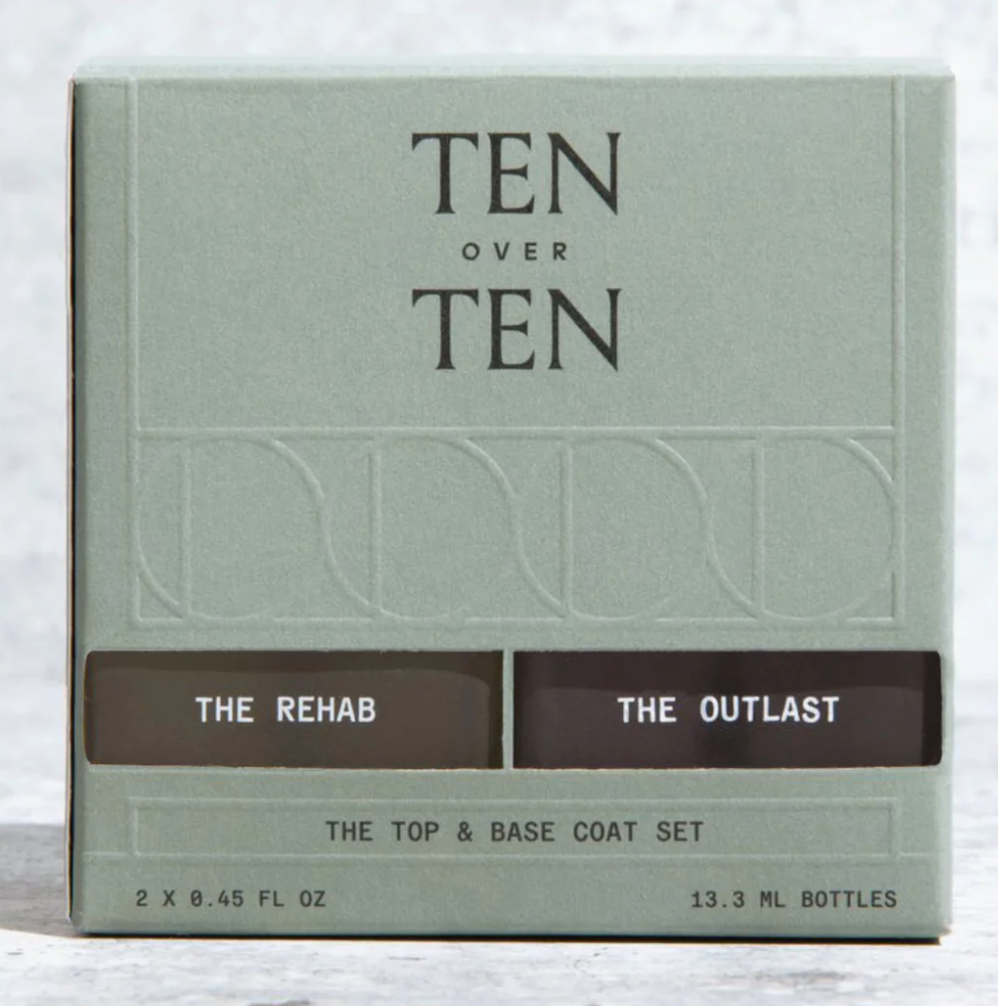 TEN
OVER
TEN
THE REHAB
THE OUTLAST
THE TOP & BASE COAT SET
2 X 0.45 FL OZ
13.3 ML BOTTLES